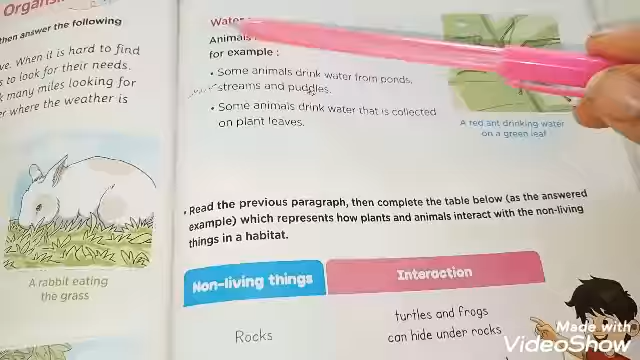 Organis
then answer the following
ve. When it is hard to find
s to look for their needs.
k many miles looking for
er where the weather is
A rabbit eating
the grass
Water
Animals
for example :
• Some animals drink water from ponds,
streams and puddles.
• Some animals drink water that is collected
on plant leaves.
A red ant drinking water
on a green leaf
• Read the previous paragraph, then complete the table below (as the answered
example) which represents how plants and animals interact with the non-living
things in a habitat.
Non-living things
Interaction
Rocks
turtles and frogs
can hide under rocks
Made with
VideoShow